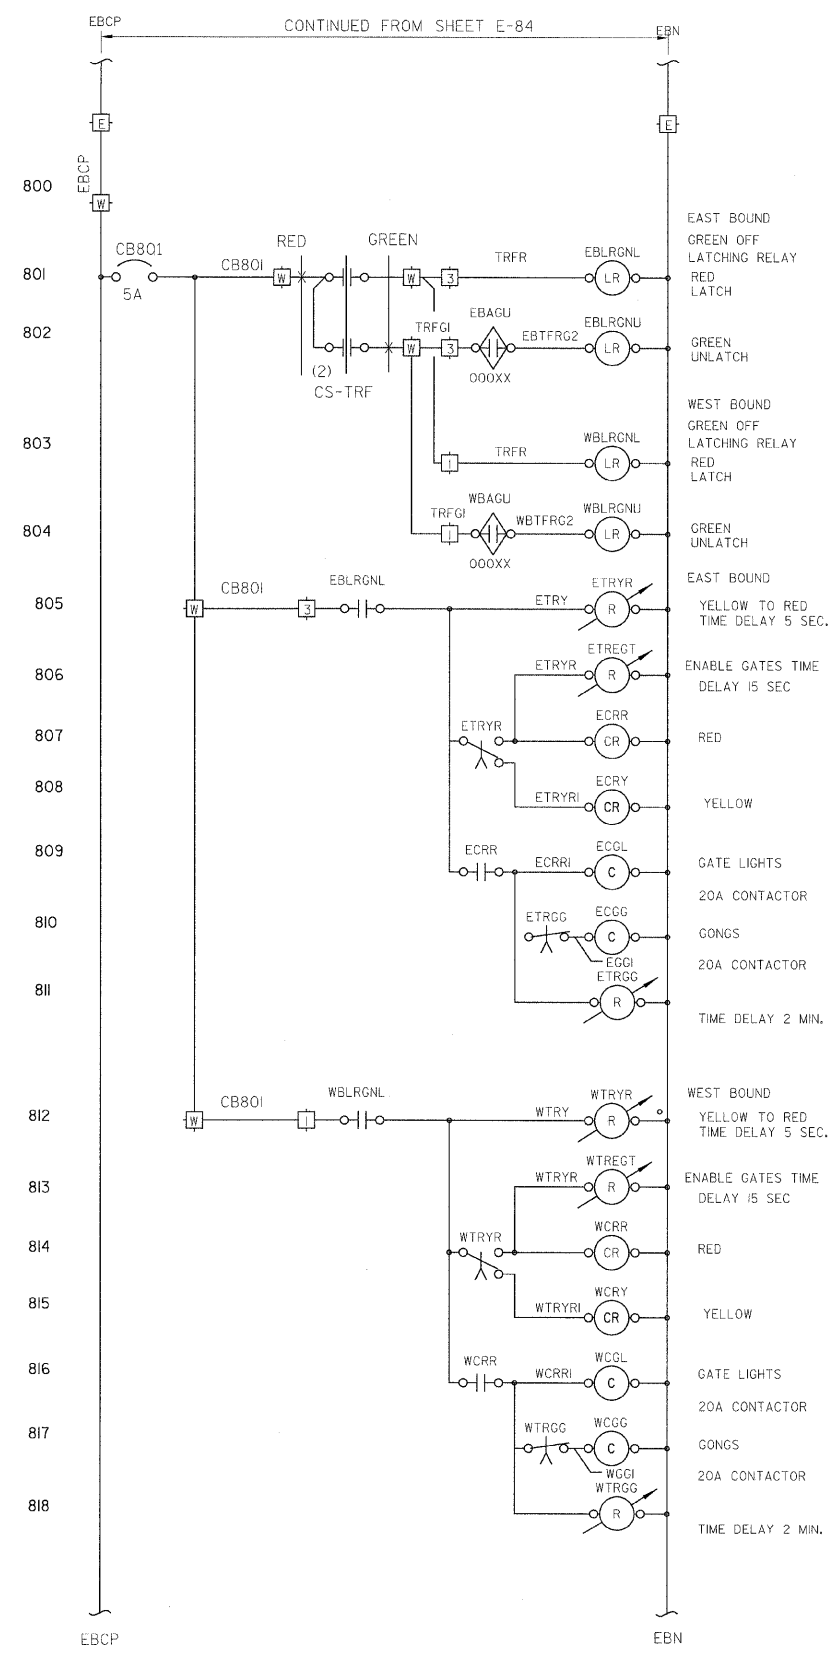 EBCP
CONTINUED FROM SHEET E-84
EBN
E
E
EBCP
800
W
EAST BOUND
CB801
RED
GREEN
GREEN OFF
LATCHING RELAY
801
CB801
W
W
3
TRFR
EBLRGNL
LR
RED
LATCH
5A
802
TRFG1
W
3
EBAGU
EBTFRG2
EBLRGNU
LR
GREEN
UNLATCH
(2)
CS-TRF
000XX
WEST BOUND
GREEN OFF
LATCHING RELAY
803
1
TRFR
WBLRGNL
LR
RED
LATCH
804
TRFG1
1
WBAGU
WBTFRG2
WBLRGNU
LR
GREEN
UNLATCH
000XX
EAST BOUND
805
W
CB801
3
EBLRGNL
ETRY
ETRYR
R
YELLOW TO RED
TIME DELAY 5 SEC.
806
ETRYR
ETREGT
R
ENABLE GATES TIME
DELAY 15 SEC
807
ETRYR
ECRR
CR
RED
808
ETRYR1
ECRY
CR
YELLOW
809
ECRR
ECRR1
ECGL
C
GATE LIGHTS
20A CONTACTOR
810
ETRGG
ECGG
C
GONGS
EGG1
20A CONTACTOR
811
ETRGG
R
TIME DELAY 2 MIN.
WEST BOUND
812
W
CB801
1
WBLRGNL
WTRY
WTRYR
R
YELLOW TO RED
TIME DELAY 5 SEC.
813
WTRYR
WTREGT
R
ENABLE GATES TIME
DELAY 15 SEC
814
WTRYR
WCRR
CR
RED
815
WTRYR1
WCRY
CR
YELLOW
816
WCRR
WCRR1
WCGL
C
GATE LIGHTS
20A CONTACTOR
817
WTRGG
WCGG
C
GONGS
WGG1
20A CONTACTOR
818
WTRGG
R
TIME DELAY 2 MIN.
EBCP
EBN